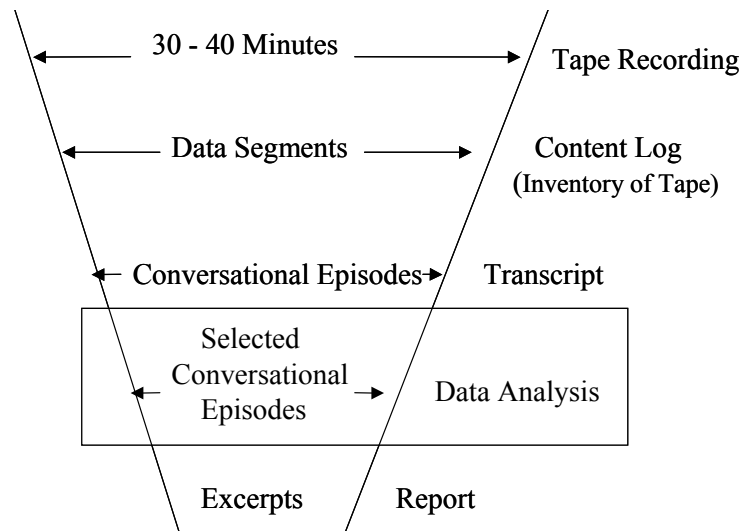 30 - 40 Minutes
Tape Recording
Data Segments
Content Log
(Inventory of Tape)
Conversational Episodes
Transcript
Selected
Conversational
Episodes
Data Analysis
Excerpts
Report